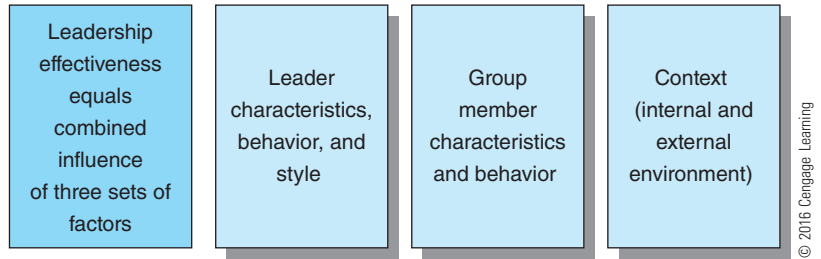 Leadership
effectiveness
equals
combined
influence
of three sets of
factors
Leader
characteristics,
behavior, and
style
Group
member
characteristics
and behavior
Context
(internal and
external
environment)
© 2016 Cengage Learning